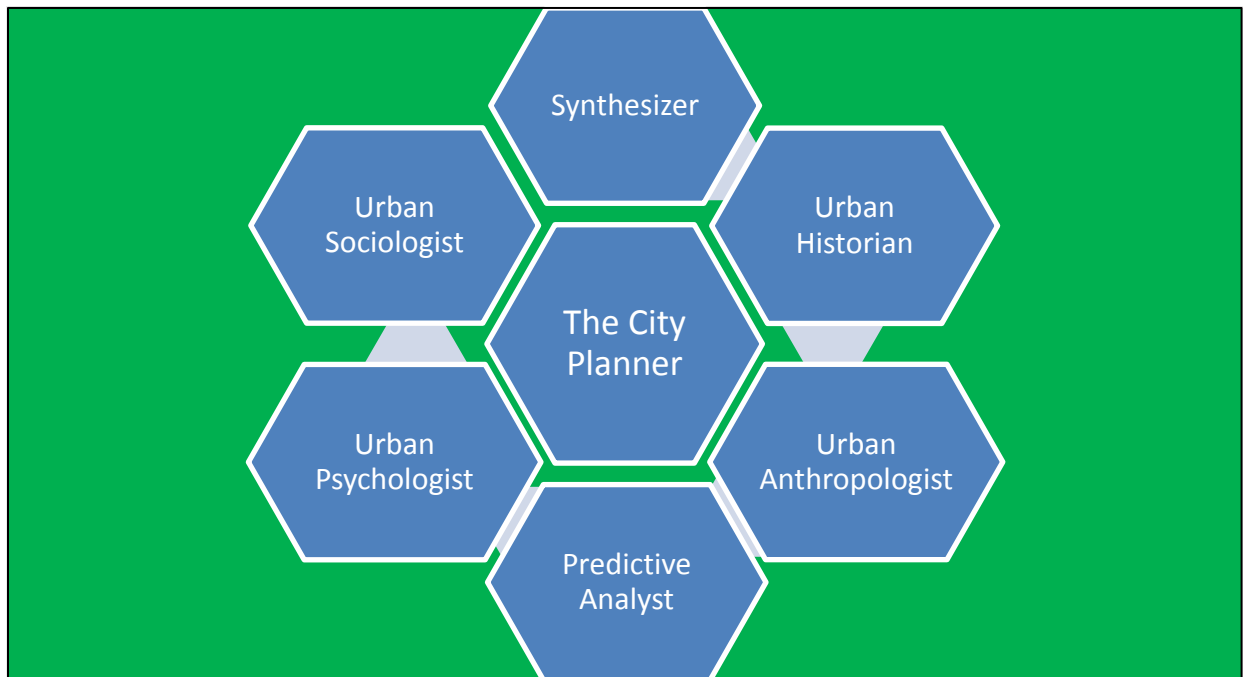 Synthesizer
Urban
Sociologist
Urban
Historian
The City
Planner
Urban
Psychologist
Urban
Anthropologist
Predictive
Analyst